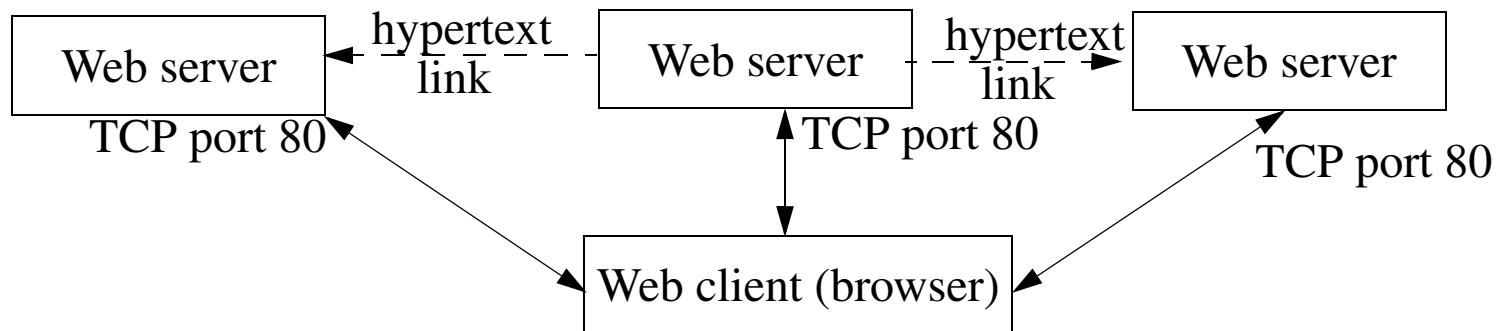 Web server
hypertext
link
Web server
hypertext
link
Web server
TCP port 80
TCP port 80
TCP port 80
Web client (browser)